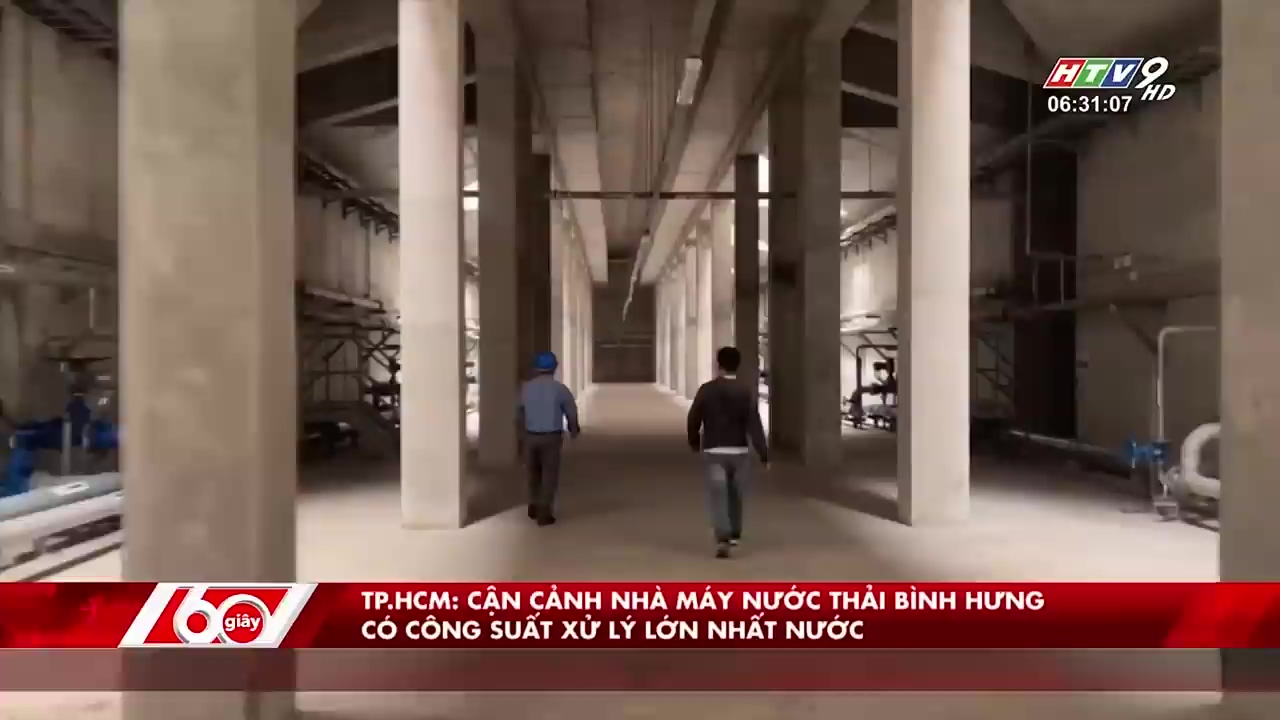 HTV9
HD
06:31:07
60 giây
TP.HCM: CẬN CẢNH NHÀ MÁY NƯỚC THẢI BÌNH HƯNG
CÓ CÔNG SUẤT XỬ LÝ LỚN NHẤT NƯỚC